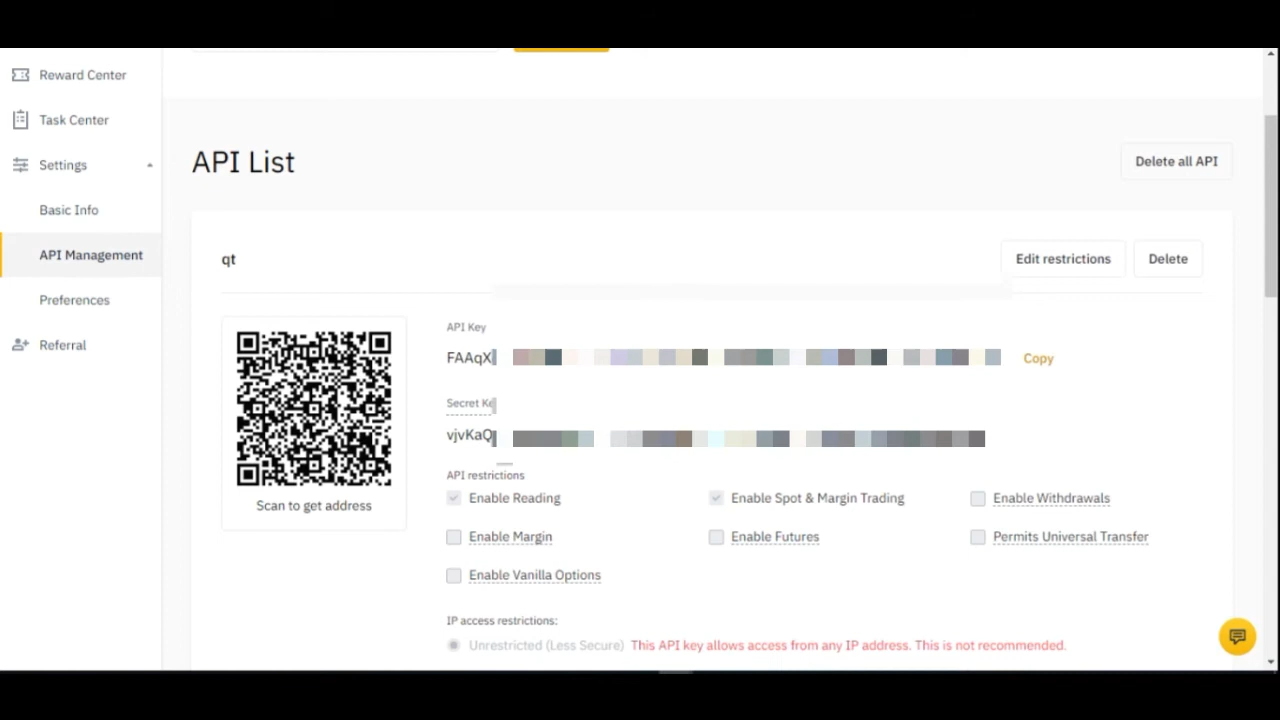 Reward Center
Task Center
Settings
Basic Info
API Management
Preferences
Referral
API List
Delete all API
qt
Edit restrictions
Delete
Scan to get address
API Key
FAAqX
Copy
Secret Ke
vjvKaQ
API restrictions
Enable Reading
Enable Spot & Margin Trading
Enable Withdrawals
Enable Margin
Enable Futures
Permits Universal Transfer
Enable Vanilla Options
IP access restrictions:
Unrestricted (Less Secure) This API key allows access from any IP address. This is not recommended.